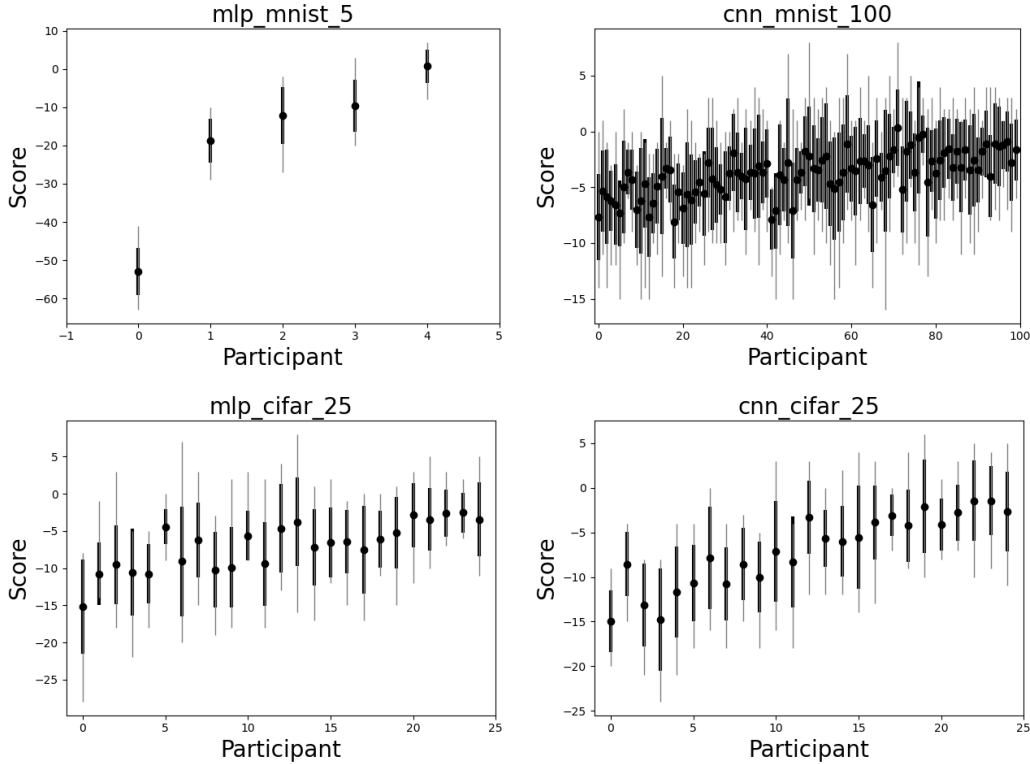 mlp_mnist_5
10
0
−10
−20
−30
−40
−50
−60
Score
−1 0 1 2 3 4 5
Participant
cnn_mnist_100
5
0
−5
−10
−15
Score
0 20 40 60 80 100
Participant
mlp_cifar_25
5
0
−5
−10
−15
−20
−25
Score
0 5 10 15 20 25
Participant
cnn_cifar_25
5
0
−5
−10
−15
−20
−25
Score
0 5 10 15 20 25
Participant